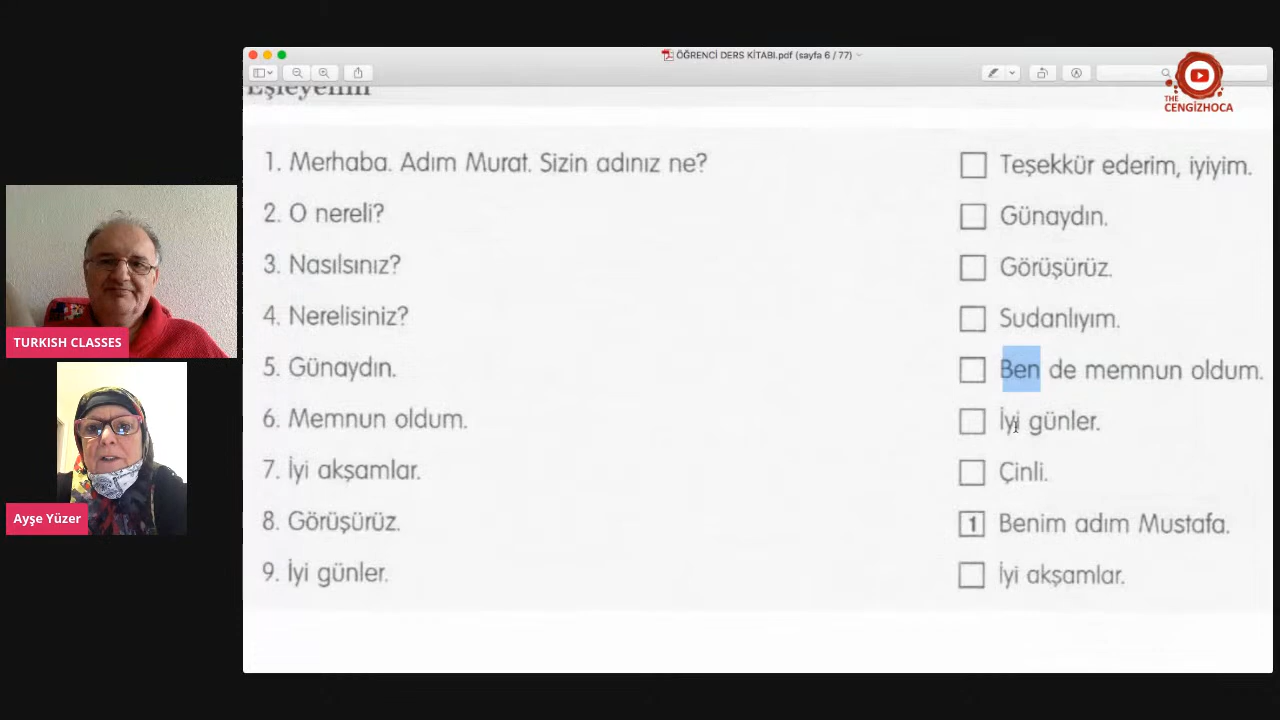 ÖĞRENCİ DERS KİTABI.pdf (sayfa 6 / 77)
THE CENGİZHOCA
Eşleyelim
1. Merhaba. Adım Murat. Sizin adınız ne?
2. O nereli?
3. Nasılsınız?
4. Nerelisiniz?
5. Günaydın.
6. Memnun oldum.
7. İyi akşamlar.
8. Görüşürüz.
9. İyi günler.
Teşekkür ederim, iyiyim.
Günaydın.
Görüşürüz.
Sudanlıyım.
Ben de memnun oldum.
İyi günler.
Çinli.
1 Benim adım Mustafa.
İyi akşamlar.
TURKISH CLASSES
Ayşe Yüzer